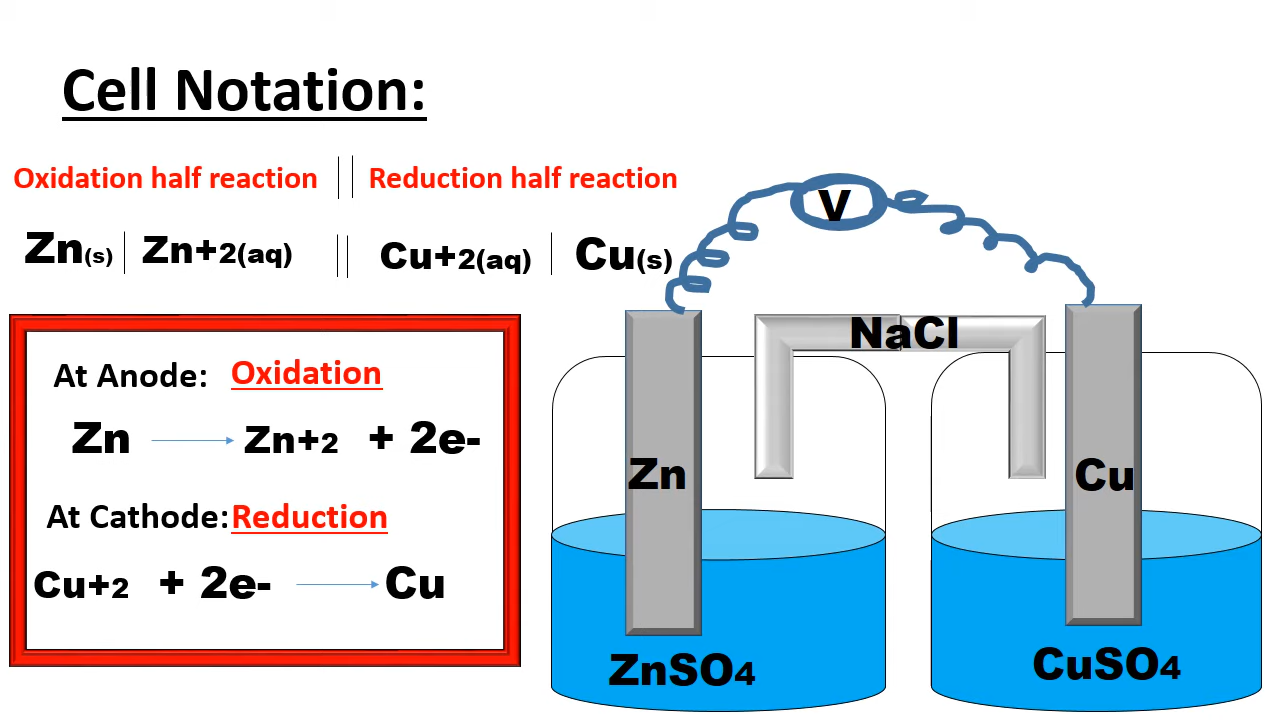 Cell Notation:
Oxidation half reaction || Reduction half reaction
Zn(s) | Zn+2(aq) || Cu+2(aq) | Cu(s)
At Anode: Oxidation
Zn → Zn+2 + 2e-
At Cathode: Reduction
Cu+2 + 2e- → Cu
V
NaCl
Zn
Cu
ZnSO4
CuSO4